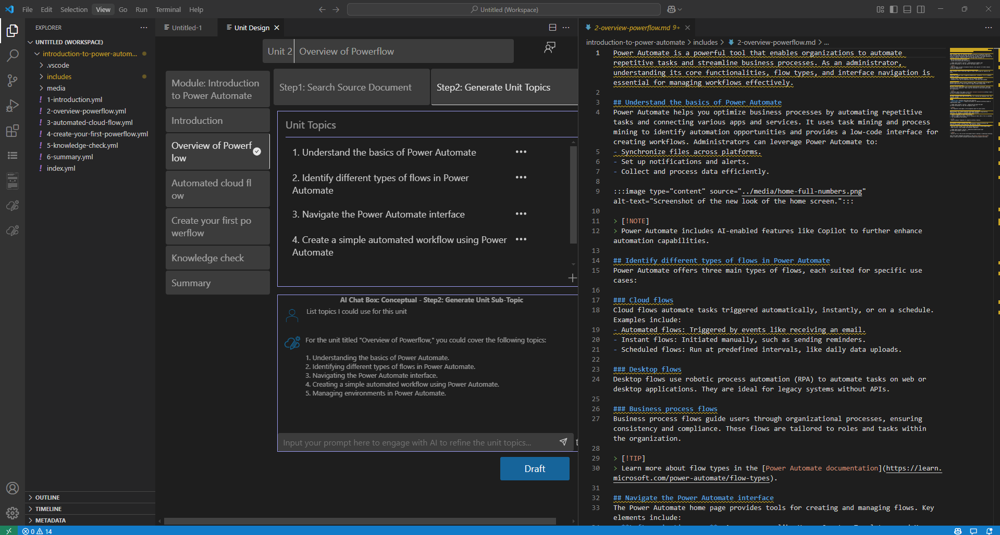 File Edit Selection View Go Run Terminal Help
Untitled (Workspace)
EXPLORER
UNTITLED (WORKSPACE)
introduction-to-power-autom...
.vscode
includes
media
! 1-introduction.yml
! 2-overview-powerflow.yml
! 3-automated-cloud-flow.yml
! 4-create-your-first-powerflow.yml
! 5-knowledge-check.yml
! 6-summary.yml
! index.yml
OUTLINE
TIMELINE
METADATA
0 14
Untitled-1
Unit Design
Unit 2
Overview of Powerflow
Module: Introduction
to Power Automate
Introduction
Overview of Powerf
low
Automated cloud fl
ow
Create your first po
werflow
Knowledge check
Summary
Step1: Search Source Document
Step2: Generate Unit Topics
Unit Topics
1. Understand the basics of Power Automate
2. Identify different types of flows in Power
Automate
3. Navigate the Power Automate interface
4. Create a simple automated workflow using Power
Automate
AI Chat Box: Conceptual - Step2: Generate Unit Sub-Topic
List topics I could use for this unit
For the unit titled "Overview of Powerflow," you could cover the following topics:
1. Understanding the basics of Power Automate.
2. Identifying different types of flows in Power Automate.
3. Navigating the Power Automate interface.
4. Creating a simple automated workflow using Power Automate.
5. Managing environments in Power Automate.
Input your prompt here to engage with AI to refine the unit topics...
Draft
2-overview-powerflow.md 9+
introduction-to-power-automate > includes > 2-overview-powerflow.md > ...
1 Power Automate is a powerful tool that enables organizations to automate
repetitive tasks and streamline business processes. As an administrator,
understanding its core functionalities, flow types, and interface navigation is
essential for managing workflows effectively.
2
3 ## Understand the basics of Power Automate
4 Power Automate helps you optimize business processes by automating repetitive
tasks and connecting various apps and services. It uses task mining and process
mining to identify automation opportunities and provides a low-code interface for
creating workflows. Administrators can leverage Power Automate to:
5 - Synchronize files across platforms.
6 - Set up notifications and alerts.
7 - Collect and process data efficiently.
8
9 :::image type="content" source="../media/home-full-numbers.png"
alt-text="Screenshot of the new look of the home screen.":::
10
11 > [!NOTE]
12 > Power Automate includes AI-enabled features like Copilot to further enhance
automation capabilities.
13
14 ## Identify different types of flows in Power Automate
15 Power Automate offers three main types of flows, each suited for specific use
cases:
16
17 ### Cloud flows
18 Cloud flows automate tasks triggered automatically, instantly, or on a schedule.
Examples include:
19 - Automated flows: Triggered by events like receiving an email.
20 - Instant flows: Initiated manually, such as sending reminders.
21 - Scheduled flows: Run at predefined intervals, like daily data uploads.
22
23 ### Desktop flows
24 Desktop flows use robotic process automation (RPA) to automate tasks on web or
desktop applications. They are ideal for legacy systems without APIs.
25
26 ### Business process flows
27 Business process flows guide users through organizational processes, ensuring
consistency and compliance. These flows are tailored to roles and tasks within
the organization.
28
29 > [!TIP]
30 > Learn more about flow types in the [Power Automate documentation](https://learn.
microsoft.com/power-automate/flow-types).
31
32 ## Navigate the Power Automate interface
33 The Power Automate home page provides tools for creating and managing flows. Key
elements include: